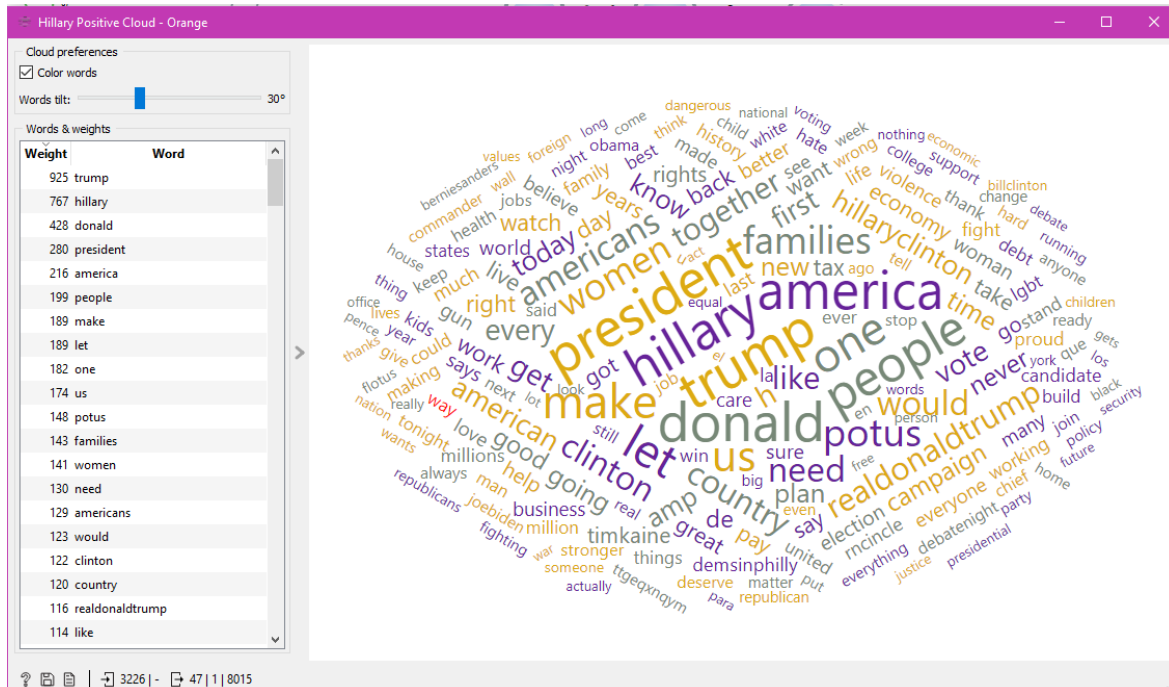 Hillary Positive Cloud - Orange
Cloud preferences
Color words
Words tilt: 30°
Words & weights
Weight Word
925 trump
767 hillary
428 donald
280 president
216 america
199 people
189 make
189 let
182 one
174 us
148 potus
143 families
141 women
130 need
129 americans
123 would
122 clinton
120 country
116 realdonaldtrump
114 like
3226 | - 47 | 1 | 8015
dangerous
national
voting
long
come
think
child
white
week
nothing
economic
values
foreign
night
obama
best
history
made
better
see
hate
wrong
college
support
berniesanders
wall
family
rights
know
back
want
life
violence
billclinton
commander
jobs
believe
years
together
first
hillaryclinton
economy
thank
change
hard
debate
health
watch
day
americans
women
families
fight
running
house
states
world
today
woman
debt
anyone
thing
keep
much
live
president
fact
last
new
tax
ago
tell
take
lgbt
office
lives
kids
gun
right
said
every
hillary
equal
america
time
stand
children
pence
year
ever
stop
go
proud
ready
thanks
give
could
work
get
got
trump
one
people
vote
never
york
que
los
gets
flotus
making
says
next
look
lot
make
job
el
la
like
candidate
build
black
security
nation
really
way
american
still
let
donald
care
h
words
en
person
would
realdonaldtrump
many
join
policy
future
wants
tonight
love
good
clinton
win
us
sure
potus
always
millions
going
country
big
need
free
campaign
working
home
republicans
man
help
real
amp
plan
even
say
election
everyone
chief
party
joebiden
business
great
de
pay
united
rncincle
debatenight
presidential
fighting
million
timkaine
war
stronger
things
demsinphilly
everything
justice
someone
ttgeqxnqym
deserve
matter
put
actually
para
republican